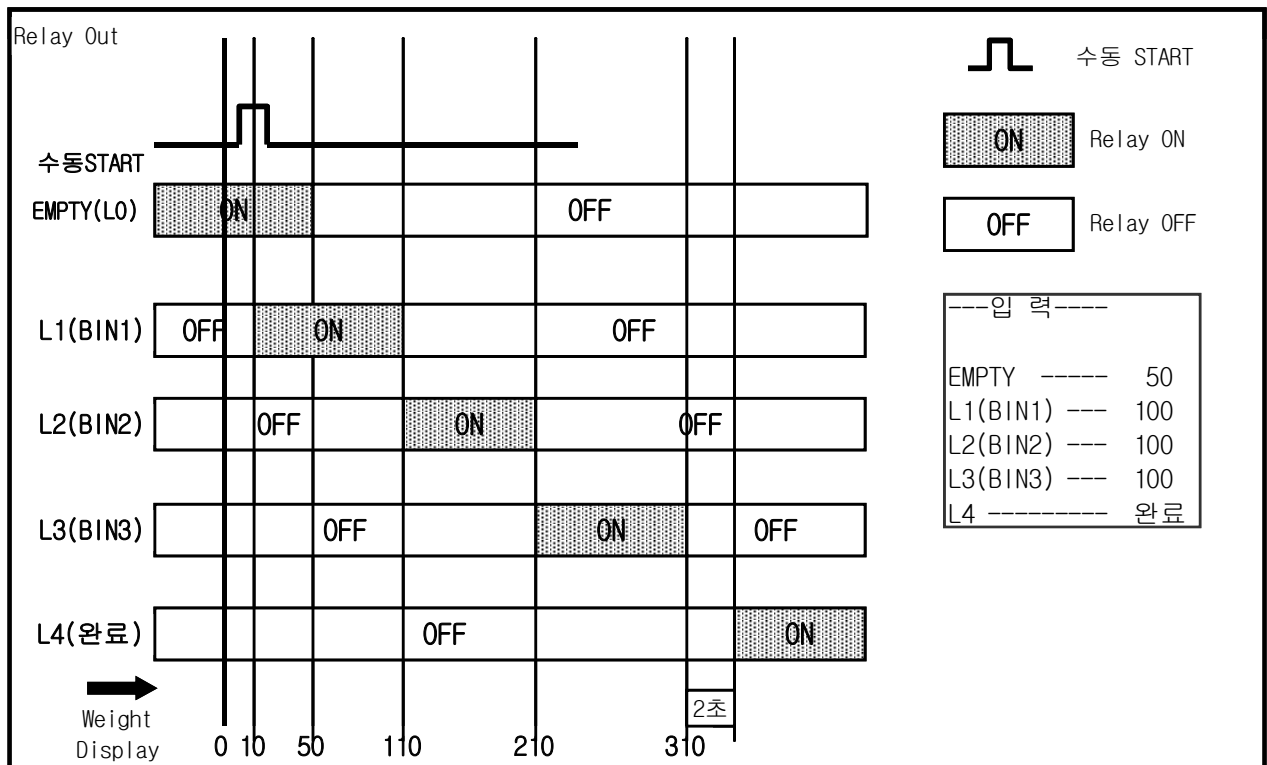 Relay Out
수동START
EMPTY(L0) ON OFF
L1(BIN1) OFF ON OFF
L2(BIN2) OFF ON OFF
L3(BIN3) OFF ON OFF
L4(완료) OFF ON
2초
Weight
Display 0 10 50 110 210 310
수동 START
ON Relay ON
OFF Relay OFF
---입 력----
EMPTY ----- 50
L1(BIN1) --- 100
L2(BIN2) --- 100
L3(BIN3) --- 100
L4 --------- 완료